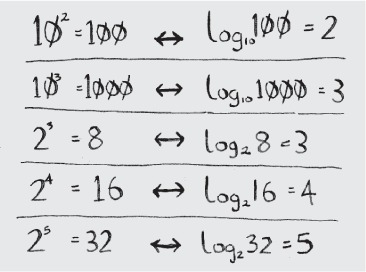 10² = 100 ↔ log₁₀100 = 2
10³ = 1000 ↔ log₁₀1000 = 3
2³ = 8 ↔ log₂8 = 3
2⁴ = 16 ↔ log₂16 = 4
2⁵ = 32 ↔ log₂32 = 5